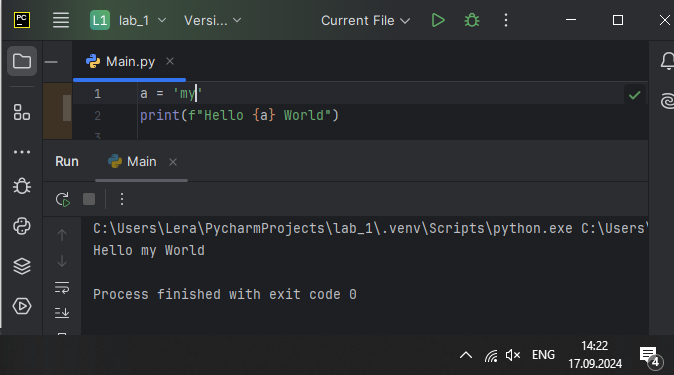 PC L1 lab_1 Versi... Current File
Main.py
1 a = 'my'
2 print(f"Hello {a} World")
3
Run Main
C:\Users\Lera\PycharmProjects\lab_1\.venv\Scripts\python.exe C:\Users\
Hello my World
Process finished with exit code 0
ENG 14:22
17.09.2024
4